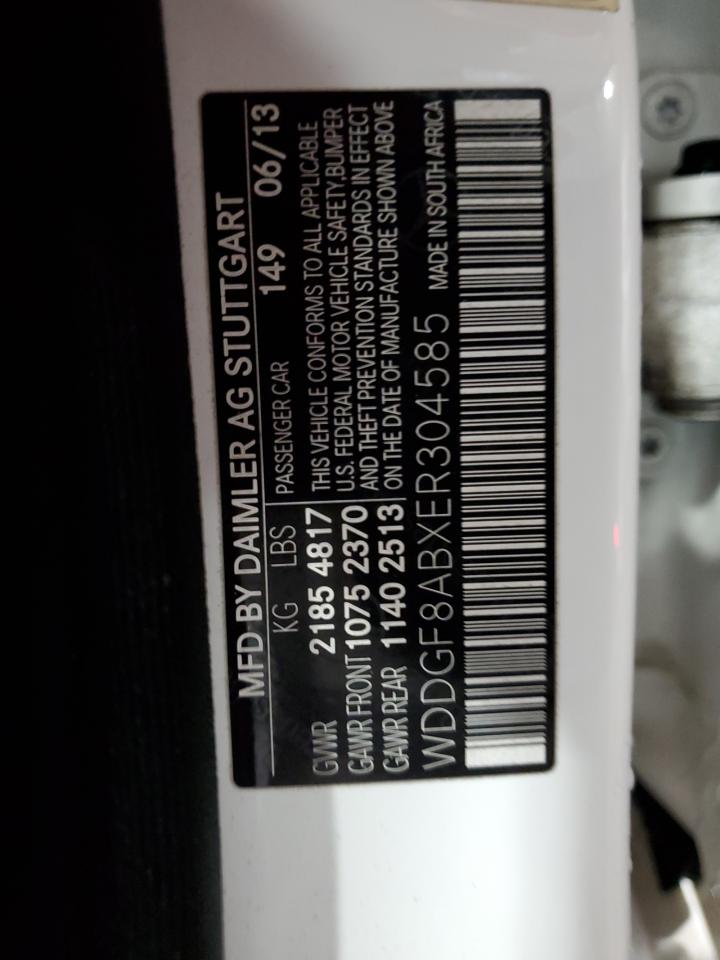 MFD BY DAIMLER AG STUTTGART
KG LBS PASSENGER CAR 149 06/13
GVWR 2185 4817
GAWR FRONT 1075 2370
GAWR REAR 1140 2513
THIS VEHICLE CONFORMS TO ALL APPLICABLE
U.S. FEDERAL MOTOR VEHICLE SAFETY, BUMPER
AND THEFT PREVENTION STANDARDS IN EFFECT
ON THE DATE OF MANUFACTURE SHOWN ABOVE
WDDGF8ABXER304585 MADE IN SOUTH AFRICA